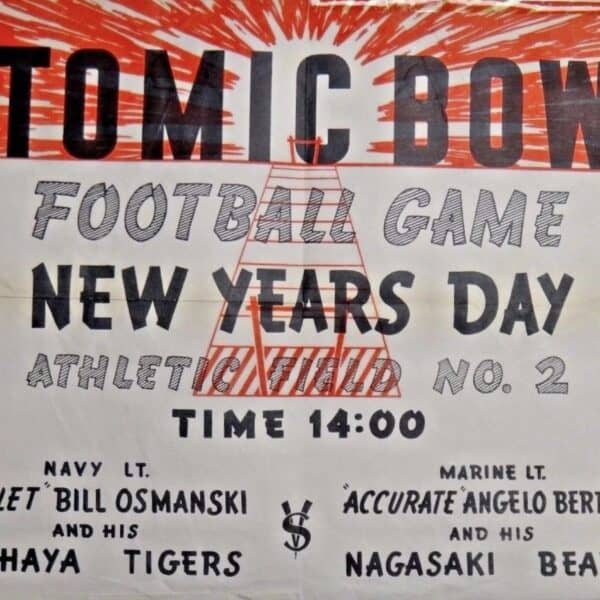 TOMIC BOW
FOOTBALL GAME
NEW YEARS DAY
ATHLETIC FIELD NO. 2
TIME 14:00
NAVY LT.
LET" BILL OSMANSKI
AND HIS
HAYA TIGERS
VS
MARINE LT.
"ACCURATE" ANGELO BERT
AND HIS
NAGASAKI BEA